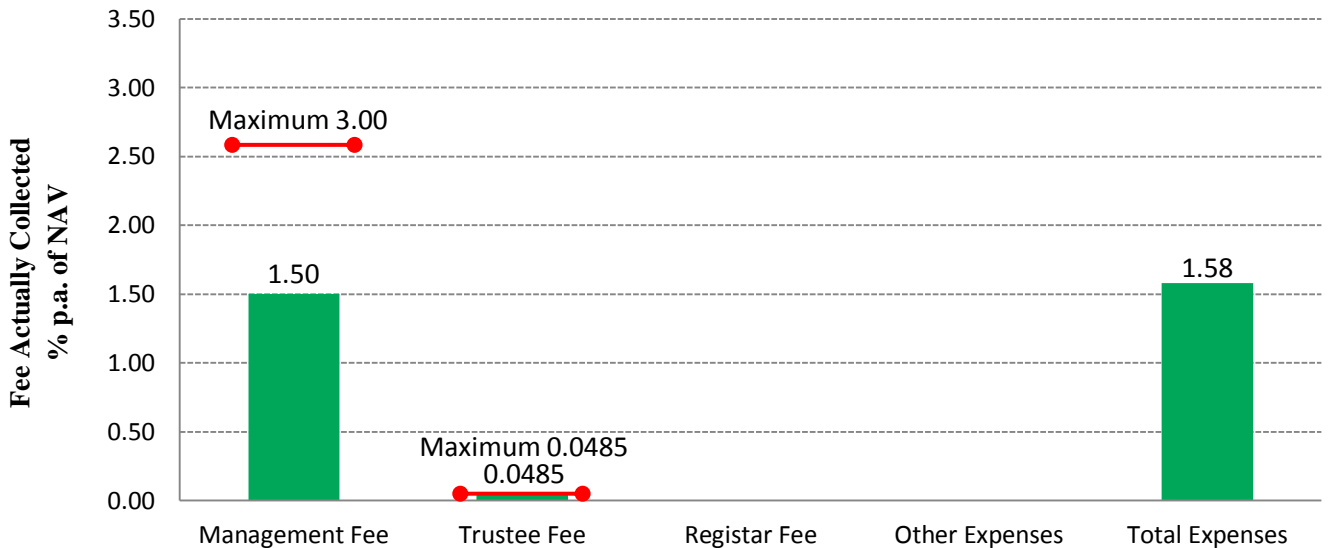 Fee Actually Collected
% p.a. of NAV
3.50
3.00
2.50
2.00
1.50
1.00
0.50
0.00
Maximum 3.00
1.50
Maximum 0.0485
0.0485
1.58
Management Fee
Trustee Fee
Registar Fee
Other Expenses
Total Expenses